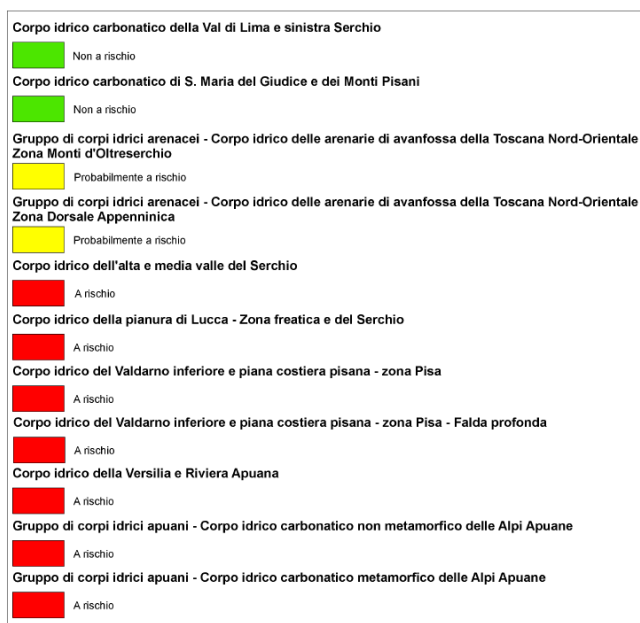 Corpo idrico carbonatico della Val di Lima e sinistra Serchio
Non a rischio
Corpo idrico carbonatico di S. Maria del Giudice e dei Monti Pisani
Non a rischio
Gruppo di corpi idrici arenacei - Corpo idrico delle arenarie di avanfossa della Toscana Nord-Orientale
Zona Monti d'Oltreserchio
Probabilmente a rischio
Gruppo di corpi idrici arenacei - Corpo idrico delle arenarie di avanfossa della Toscana Nord-Orientale
Zona Dorsale Appenninica
Probabilmente a rischio
Corpo idrico dell'alta e media valle del Serchio
A rischio
Corpo idrico della pianura di Lucca - Zona freatica e del Serchio
A rischio
Corpo idrico del Valdarno inferiore e piana costiera pisana - zona Pisa
A rischio
Corpo idrico del Valdarno inferiore e piana costiera pisana - zona Pisa - Falda profonda
A rischio
Corpo idrico della Versilia e Riviera Apuana
A rischio
Gruppo di corpi idrici apuani - Corpo idrico carbonatico non metamorfico delle Alpi Apuane
A rischio
Gruppo di corpi idrici apuani - Corpo idrico carbonatico metamorfico delle Alpi Apuane
A rischio